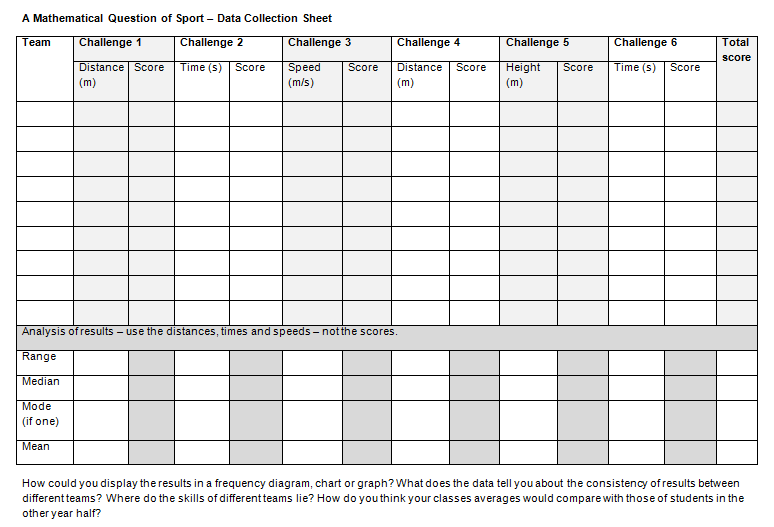 A Mathematical Question of Sport – Data Collection Sheet
Team Challenge 1 Challenge 2 Challenge 3 Challenge 4 Challenge 5 Challenge 6 Total score
Distance (m) Score Time (s) Score Speed (m/s) Score Distance (m) Score Height (m) Score Time (s) Score
Analysis of results – use the distances, times and speeds – not the scores.
Range
Median
Mode
(if one)
Mean
How could you display the results in a frequency diagram, chart or graph? What does the data tell you about the consistency of results between
different teams? Where do the skills of different teams lie? How do you think your classes averages would compare with those of students in the
other year half?